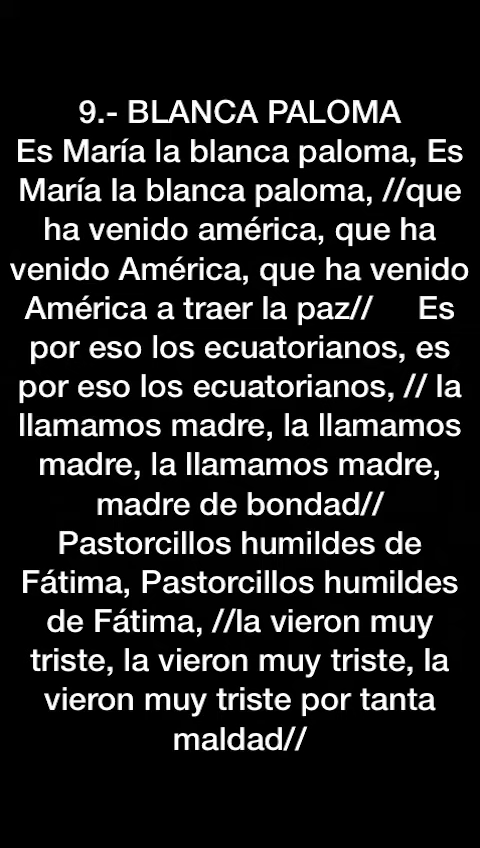 9.- BLANCA PALOMA
Es María la blanca paloma, Es
María la blanca paloma, //que
ha venido américa, que ha
venido América, que ha venido
América a traer la paz// Es
por eso los ecuatorianos, es
por eso los ecuatorianos, // la
llamamos madre, la llamamos
madre, la llamamos madre,
madre de bondad//
Pastorcillos humildes de
Fátima, Pastorcillos humildes
de Fátima, //la vieron muy
triste, la vieron muy triste, la
vieron muy triste por tanta
maldad//